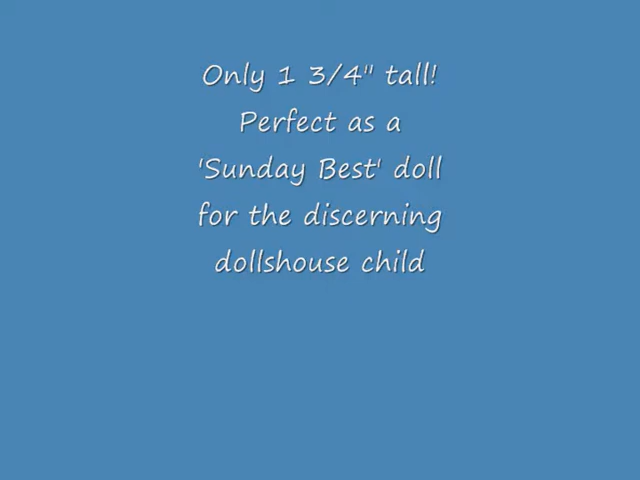 Only 1 3/4" tall!
Perfect as a
'Sunday Best' doll
for the discerning
dollshouse child